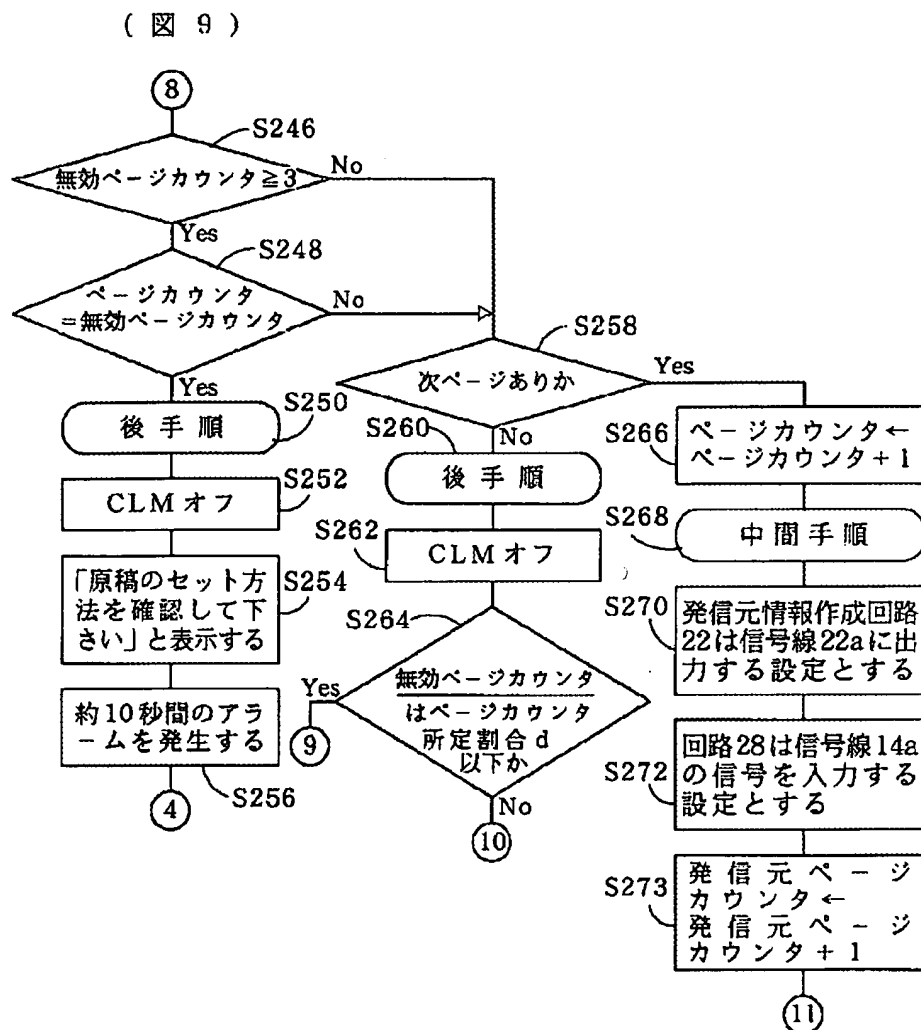 (図9)
⑧
S246
無効ページカウンタ≧3
No
Yes
S248
ページカウンタ
=無効ページカウンタ
No
Yes
S250
後手順
S252
CLMオフ
S254
「原稿のセット方
法を確認して下
さい」と表示する
約10秒間のアラ
ームを発生する
S256
④
S258
次ページありか
Yes
No
S260
後手順
S262
CLMオフ
S264
無効ページカウンタ
はページカウンタ
所定割合d
以下か
Yes
⑨
No
⑩
S266
ページカウンタ←
ページカウンタ+1
S268
中間手順
S270
発信元情報作成回路
22は信号線22aに出
力する設定とする
S272
回路28は信号線14a
の信号を入力する
設定とする
S273
発信元ページ
カウンタ←
発信元ページ
カウンタ+1
⑪